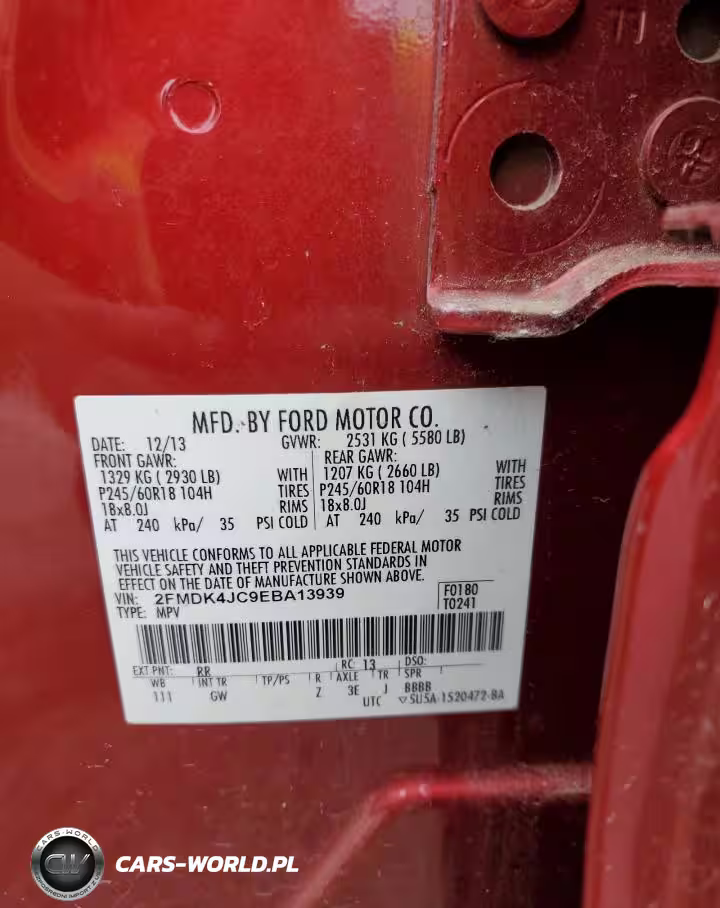 MFD. BY FORD MOTOR CO.
DATE: 12/13 GVWR: 2531 KG ( 5580 LB)
FRONT GAWR: REAR GAWR:
1329 KG ( 2930 LB) WITH 1207 KG ( 2660 LB) WITH
P245/60R18 104H TIRES P245/60R18 104H TIRES
18x8.0J RIMS 18x8.0J RIMS
AT 240 kPa/ 35 PSI COLD AT 240 kPa/ 35 PSI COLD
THIS VEHICLE CONFORMS TO ALL APPLICABLE FEDERAL MOTOR
VEHICLE SAFETY AND THEFT PREVENTION STANDARDS IN
EFFECT ON THE DATE OF MANUFACTURE SHOWN ABOVE.
VIN: 2FMDK4JC9EBA13939 F0180
TYPE: MPV T0241
EXT PNT: RR RC: 13 DSO:
WB INT TR TP/PS R AXLE TR SPR
111 GW Z 3E J BBBB
UTC ▽5U5A-1520472-BA
CARS-WORLD
CW
CARS-WORLD.PL